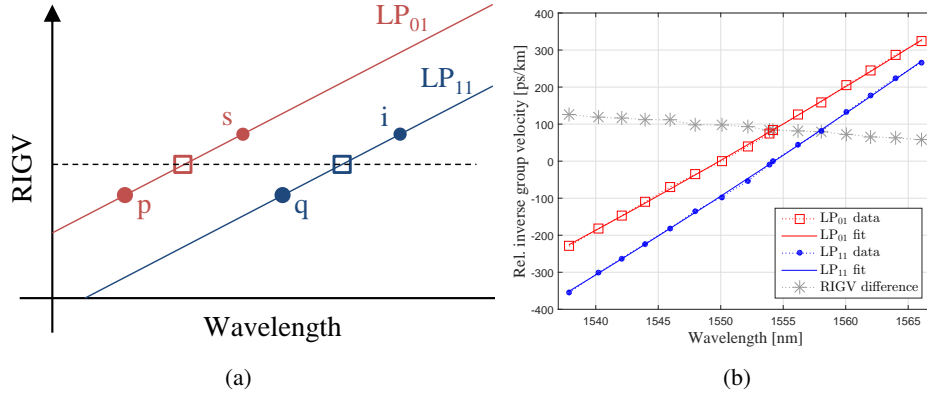 RIGV
LP01
LP11
s
i
p
q
Wavelength
(a)
Rel. inverse group velocity [ps/km]
400
300
200
100
0
-100
-200
-300
-400
1540
1545
1550
1555
1560
1565
Wavelength [nm]
LP01 data
LP01 fit
LP11 data
LP11 fit
RIGV difference
(b)